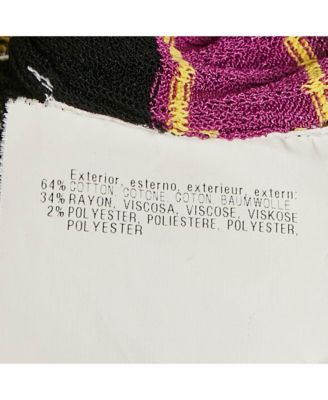 Exterior, esterno, exterieur, extern:
64% COTTON, COTONE, COTON, BAUMWOLLE
34% RAYON, VISCOSA, VISCOSE, VISKOSE
2% POLYESTER, POLIESTERE, POLYESTER,
POLYESTER